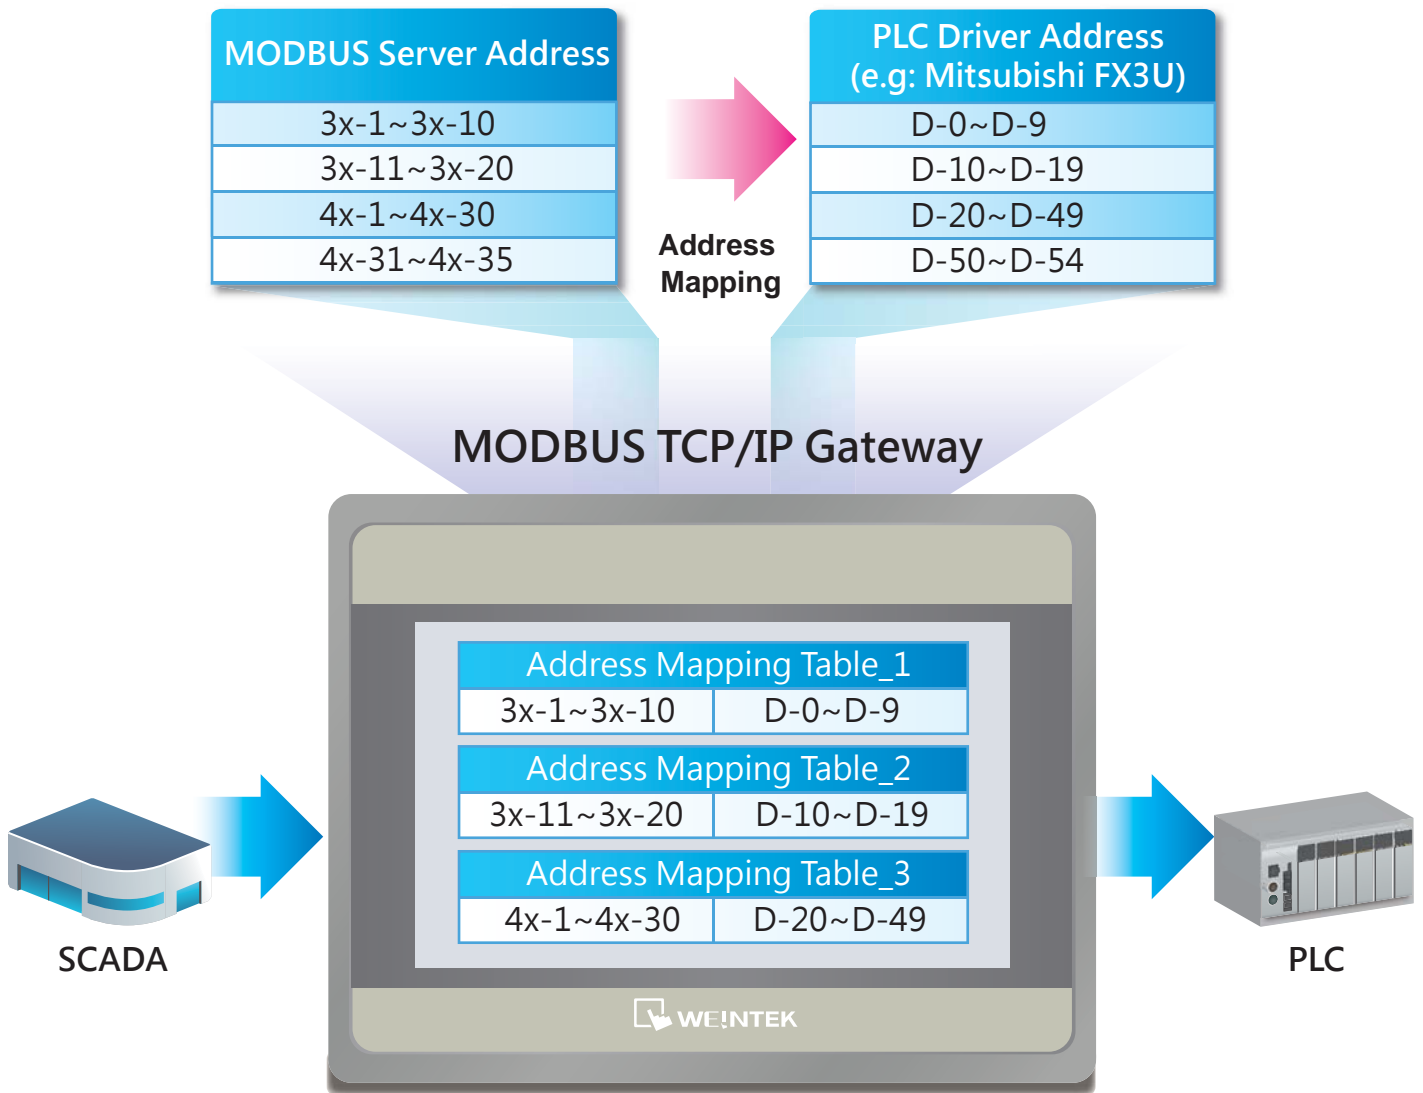 MODBUS Server Address
3x-1~3x-10
3x-11~3x-20
4x-1~4x-30
4x-31~4x-35
Address
Mapping
PLC Driver Address
(e.g: Mitsubishi FX3U)
D-0~D-9
D-10~D-19
D-20~D-49
D-50~D-54
MODBUS TCP/IP Gateway
Address Mapping Table_1
3x-1~3x-10 D-0~D-9
Address Mapping Table_2
3x-11~3x-20 D-10~D-19
Address Mapping Table_3
4x-1~4x-30 D-20~D-49
SCADA
PLC
WE!NTEK